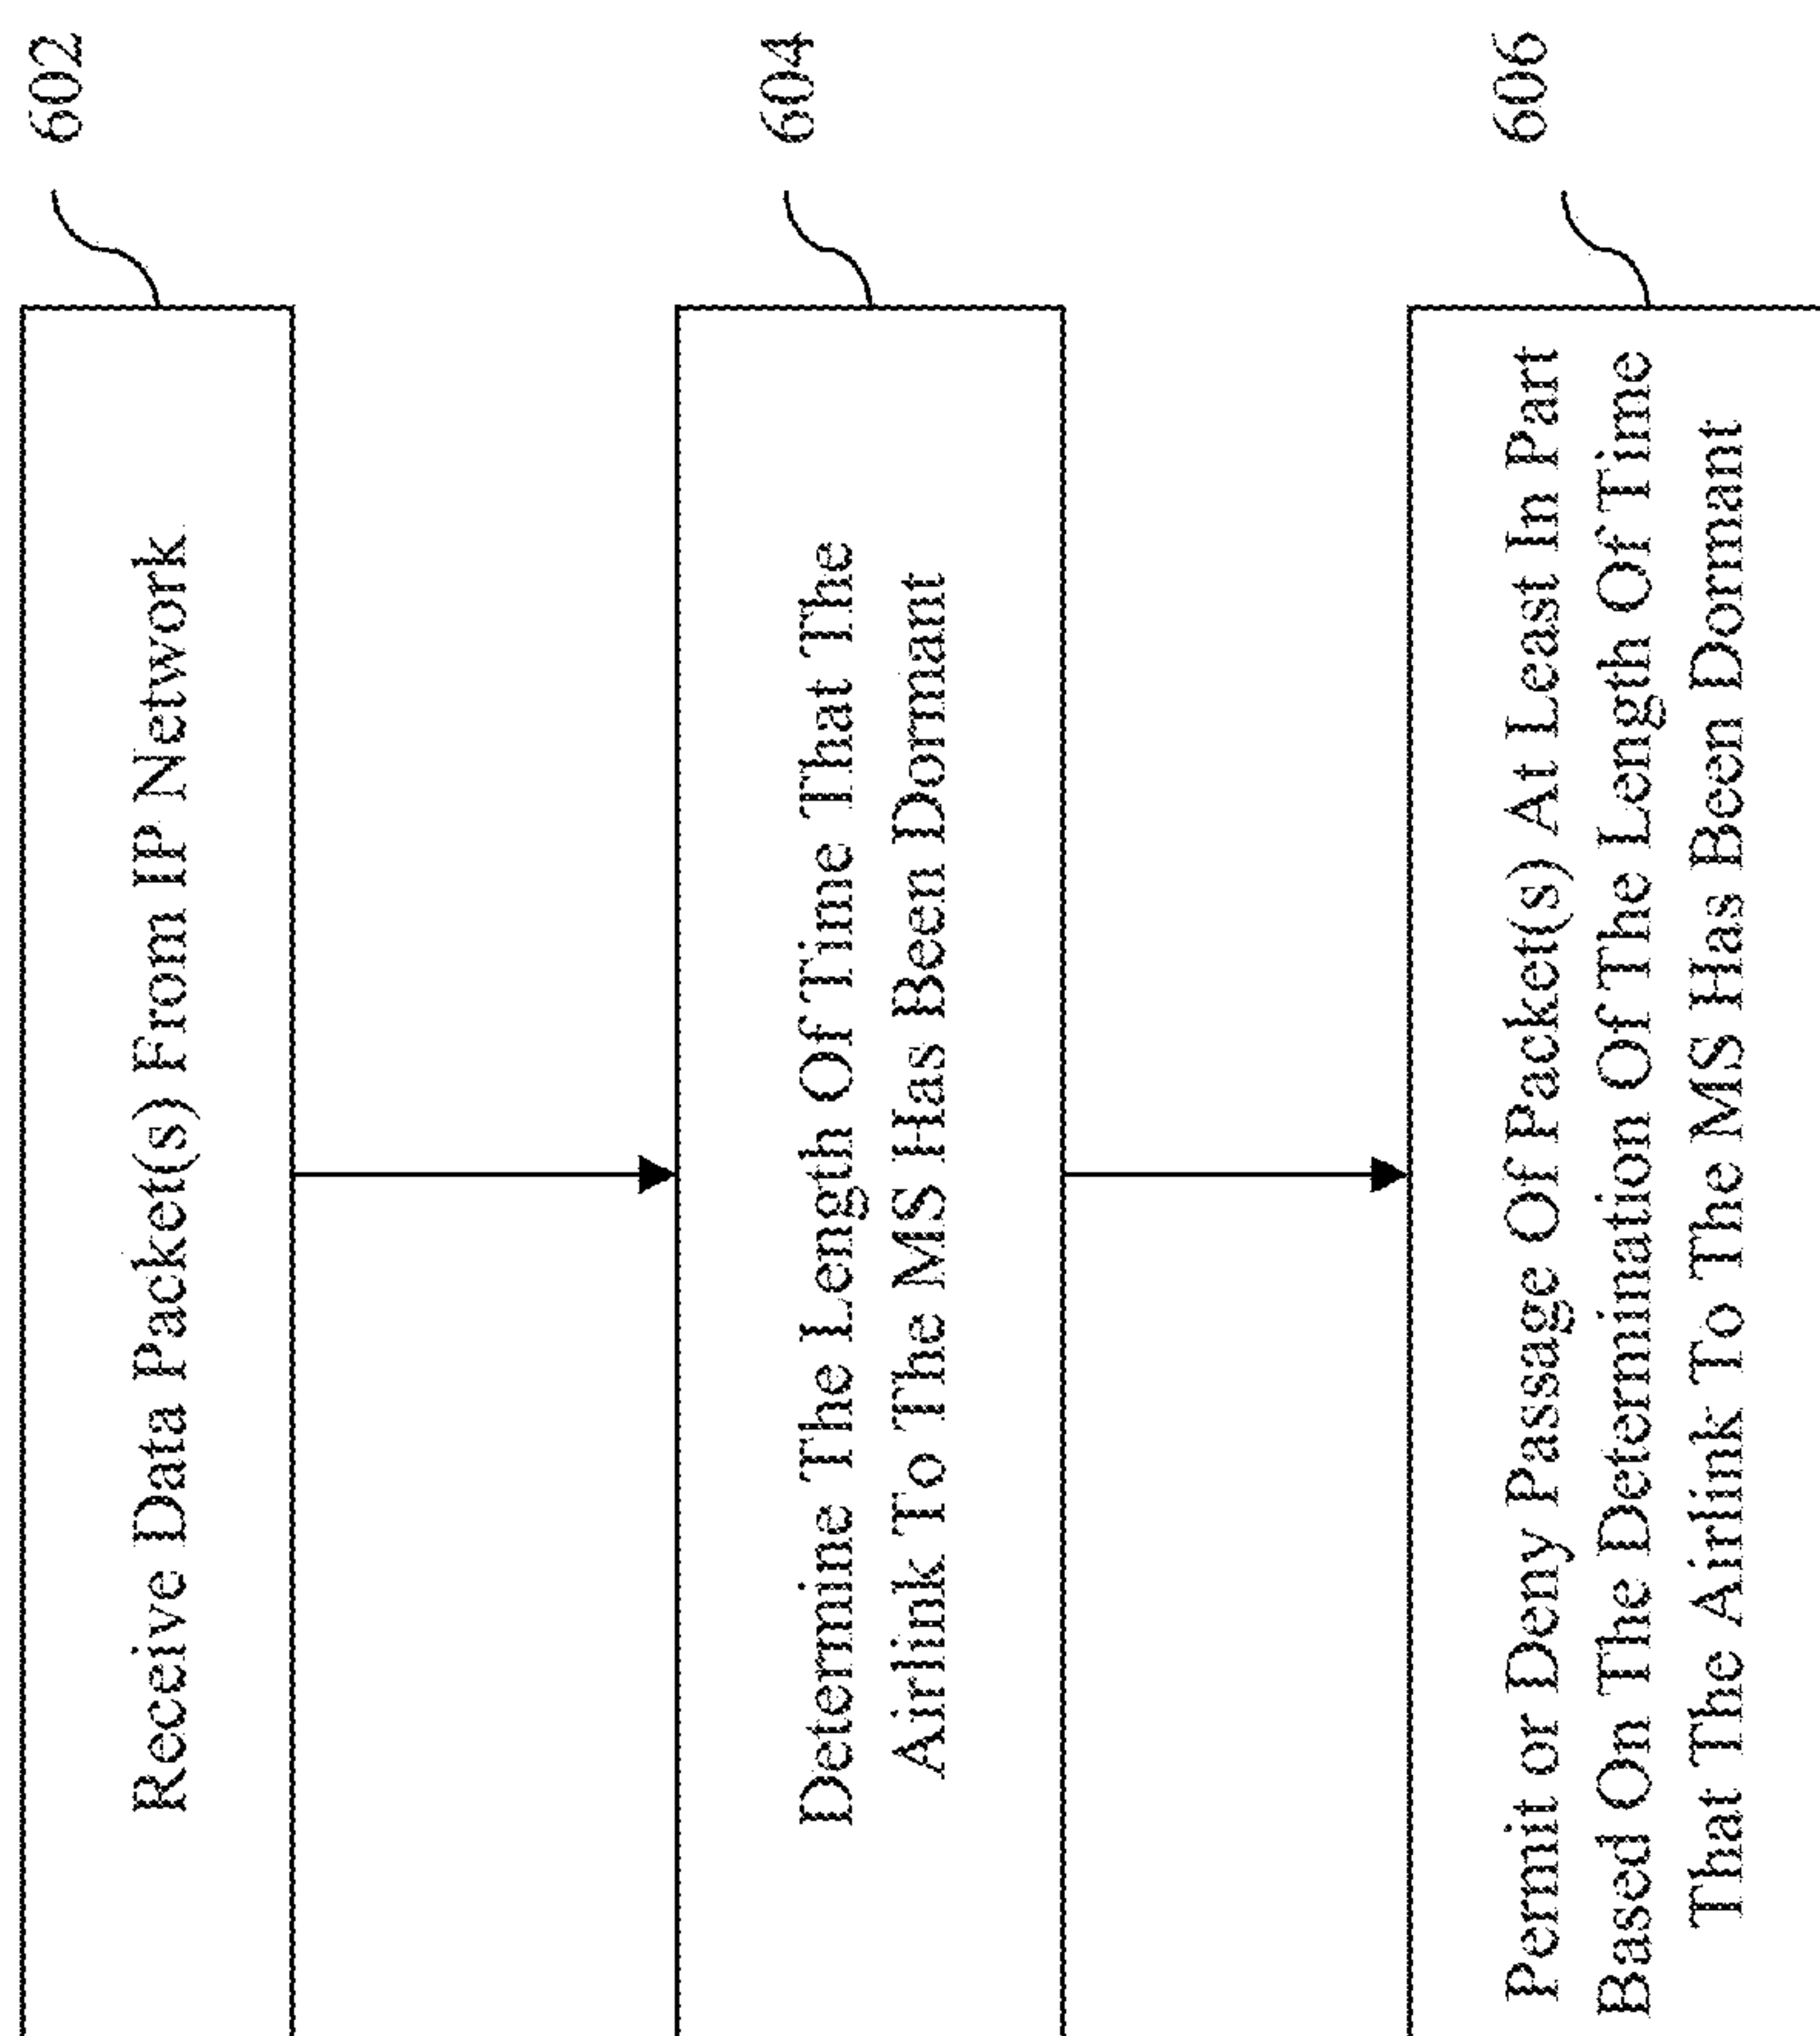 602
Receive Data Packet(s) From IP Network
604
Determine The Length Of Time That The
Airlink To The MS Has Been Dormant
606
Permit or Deny Passage Of Packet(s) At Least In Part
Based On The Determination Of The Length Of Time
That The Airlink To The MS Has Been Dormant